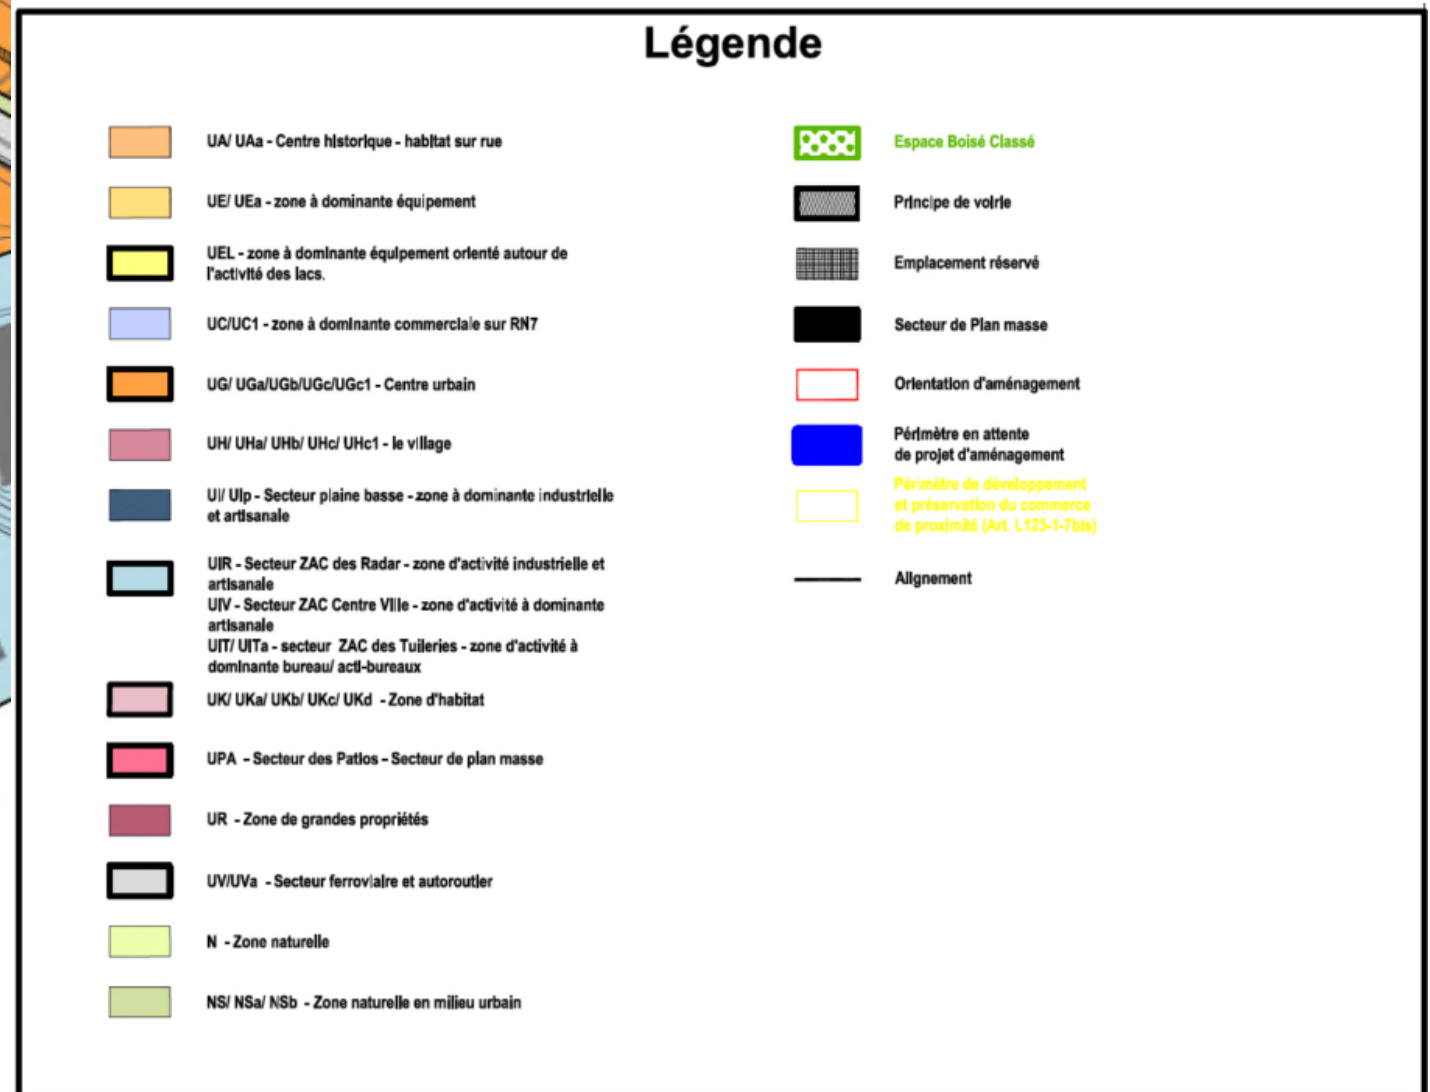 Légende
UA/ UAa - Centre historique - habitat sur rue
UE/ UEa - zone à dominante équipement
UEL - zone à dominante équipement orienté autour de
l'activité des lacs.
UC/UC1 - zone à dominante commerciale sur RN7
UG/ UGa/UGb/UGc/UGc1 - Centre urbain
UH/ UHa/ UHb/ UHc/ UHc1 - le village
UI/ UIp - Secteur plaine basse - zone à dominante industrielle
et artisanale
UIR - Secteur ZAC des Radar - zone d'activité industrielle et
artisanale
UIV - Secteur ZAC Centre Ville - zone d'activité à dominante
artisanale
UIT/ UITa - secteur ZAC des Tuileries - zone d'activité à
dominante bureau/ acti-bureaux
UK/ UKa/ UKb/ UKc/ UKd - Zone d'habitat
UPA - Secteur des Patios - Secteur de plan masse
UR - Zone de grandes propriétés
UV/UVa - Secteur ferroviaire et autoroutier
N - Zone naturelle
NS/ NSa/ NSb - Zone naturelle en milieu urbain
Espace Boisé Classé
Principe de voirie
Emplacement réservé
Secteur de Plan masse
Orientation d'aménagement
Périmètre en attente
de projet d'aménagement
Périmètre de développement
et préservation du commerce
de proximité (Art. L123-1-7bis)
Alignement